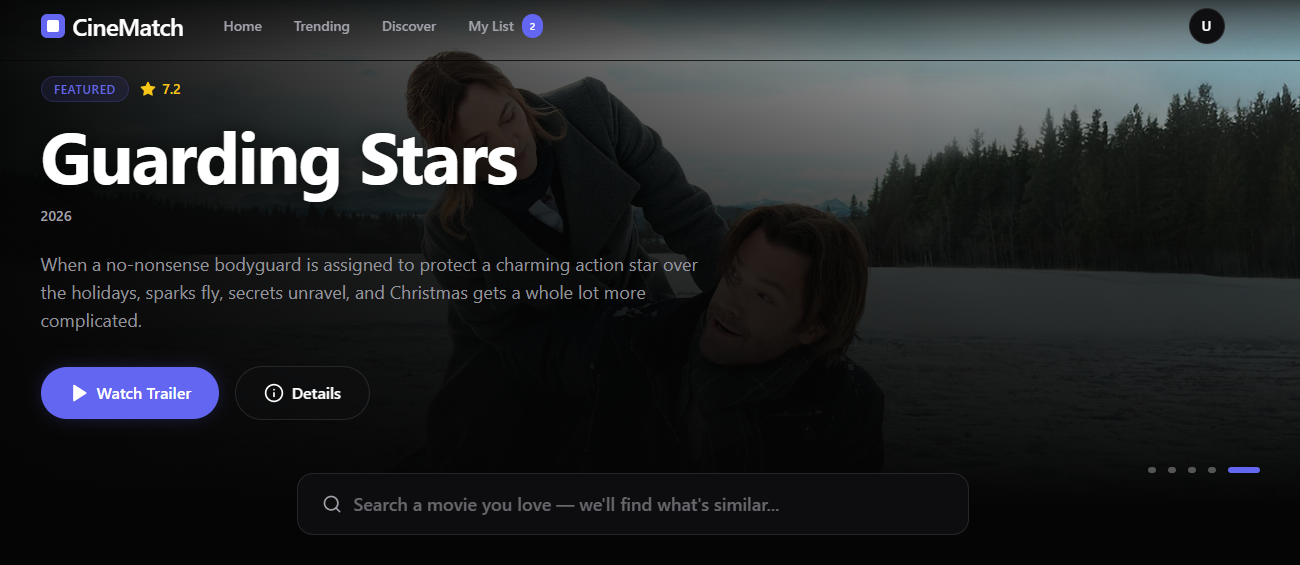 CineMatch Home Trending Discover My List 2 U
FEATURED 7.2
Guarding Stars
2026
When a no-nonsense bodyguard is assigned to protect a charming action star over
the holidays, sparks fly, secrets unravel, and Christmas gets a whole lot more
complicated.
Watch Trailer Details
Search a movie you love — we'll find what's similar...